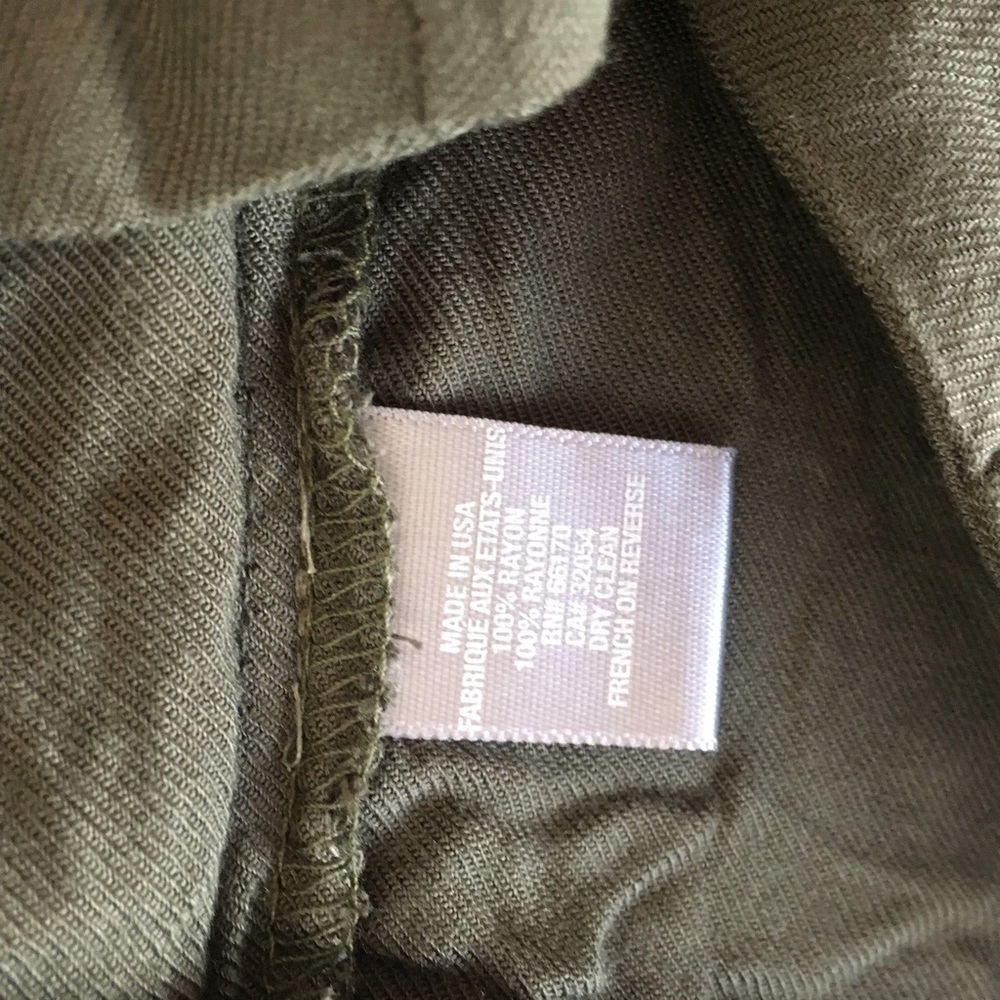 MADE IN USA
FABRIQUE AUX ETATS-UNIS
100% RAYON
100% RAYONNE
RN# 66170
CA# 32054
DRY CLEAN
FRENCH ON REVERSE